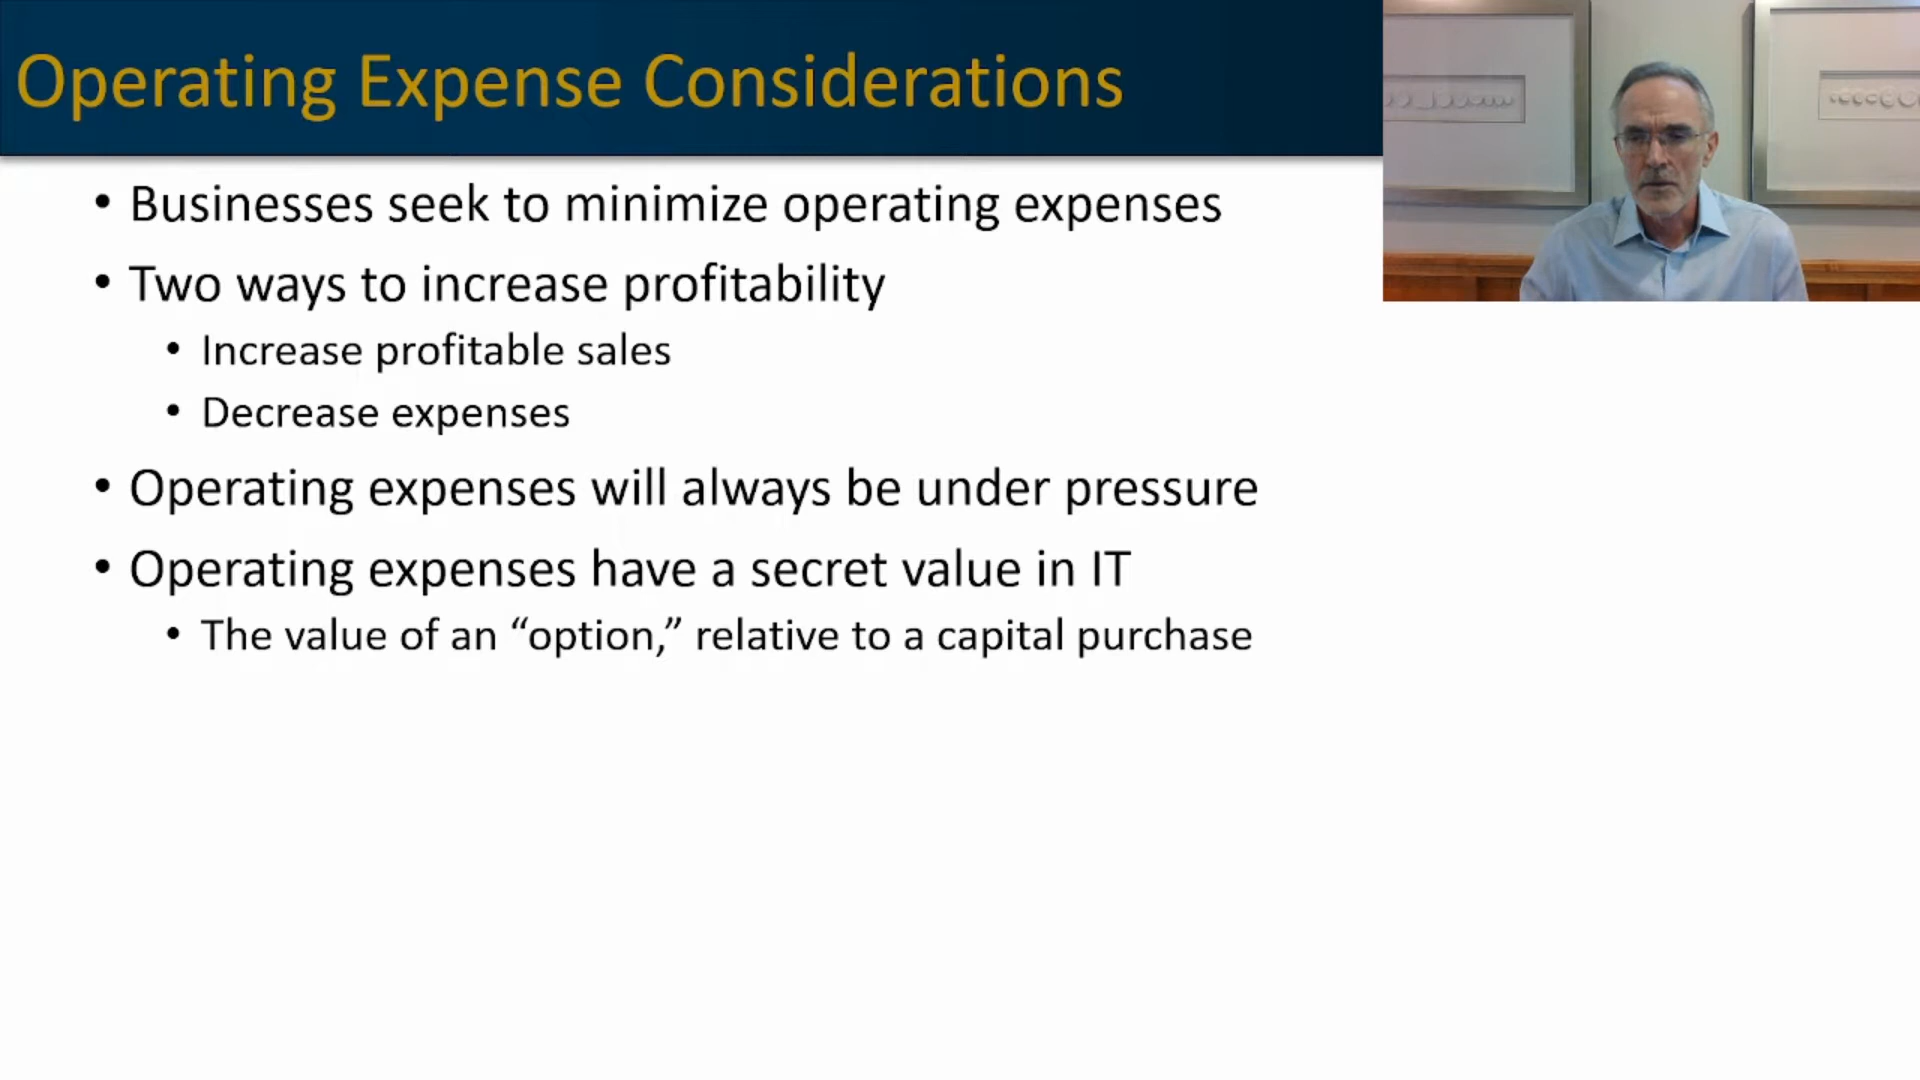 Operating Expense Considerations
• Businesses seek to minimize operating expenses
• Two ways to increase profitability
• Increase profitable sales
• Decrease expenses
• Operating expenses will always be under pressure
• Operating expenses have a secret value in IT
• The value of an “option,” relative to a capital purchase